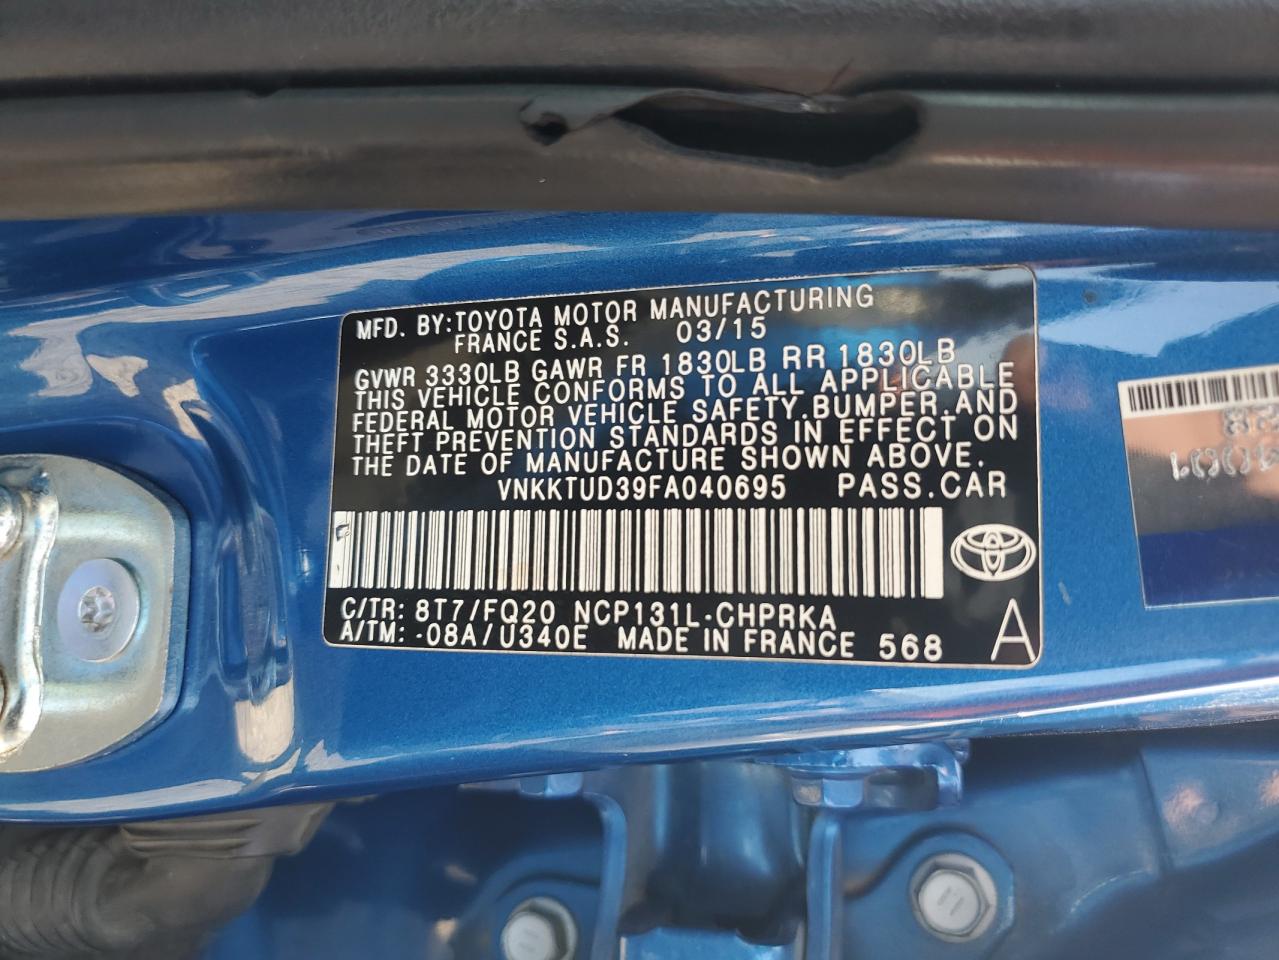 MFD. BY:TOYOTA MOTOR MANUFACTURING
FRANCE S.A.S. 03/15
GVWR 3330LB GAWR FR 1830LB RR 1830LB
THIS VEHICLE CONFORMS TO ALL APPLICABLE
FEDERAL MOTOR VEHICLE SAFETY,BUMPER,AND
THEFT PREVENTION STANDARDS IN EFFECT ON
THE DATE OF MANUFACTURE SHOWN ABOVE.
VNKKTUD39FA040695 PASS.CAR
C/TR: 8T7/FQ20 NCP131L-CHPRKA
A/TM: -08A/U340E MADE IN FRANCE 568
A